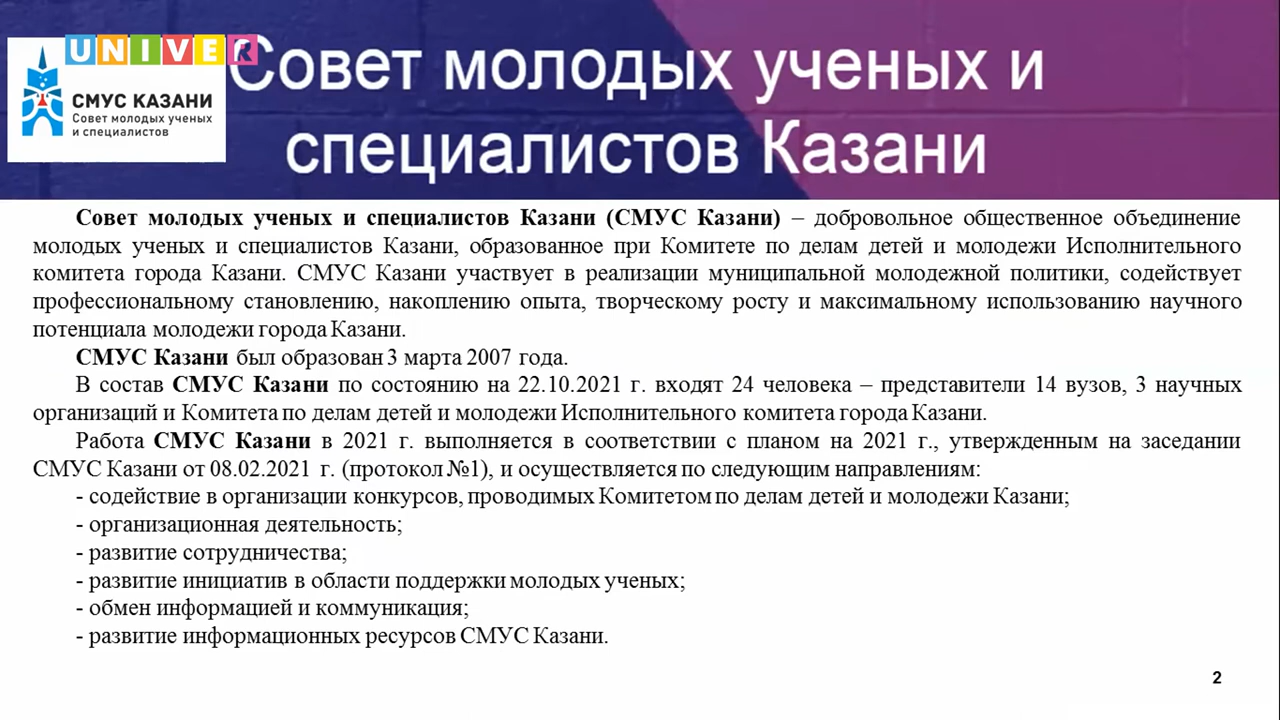 UNIVER
СМУС КАЗАНИ
Совет молодых ученых
и специалистов
Совет молодых ученых и
специалистов Казани
Совет молодых ученых и специалистов Казани (СМУС Казани) – добровольное общественное объединение
молодых ученых и специалистов Казани, образованное при Комитете по делам детей и молодежи Исполнительного
комитета города Казани. СМУС Казани участвует в реализации муниципальной молодежной политики, содействует
профессиональному становлению, накоплению опыта, творческому росту и максимальному использованию научного
потенциала молодежи города Казани.
СМУС Казани был образован 3 марта 2007 года.
В состав СМУС Казани по состоянию на 22.10.2021 г. входят 24 человека – представители 14 вузов, 3 научных
организаций и Комитета по делам детей и молодежи Исполнительного комитета города Казани.
Работа СМУС Казани в 2021 г. выполняется в соответствии с планом на 2021 г., утвержденным на заседании
СМУС Казани от 08.02.2021 г. (протокол №1), и осуществляется по следующим направлениям:
- содействие в организации конкурсов, проводимых Комитетом по делам детей и молодежи Казани;
- организационная деятельность;
- развитие сотрудничества;
- развитие инициатив в области поддержки молодых ученых;
- обмен информацией и коммуникация;
- развитие информационных ресурсов СМУС Казани.
2